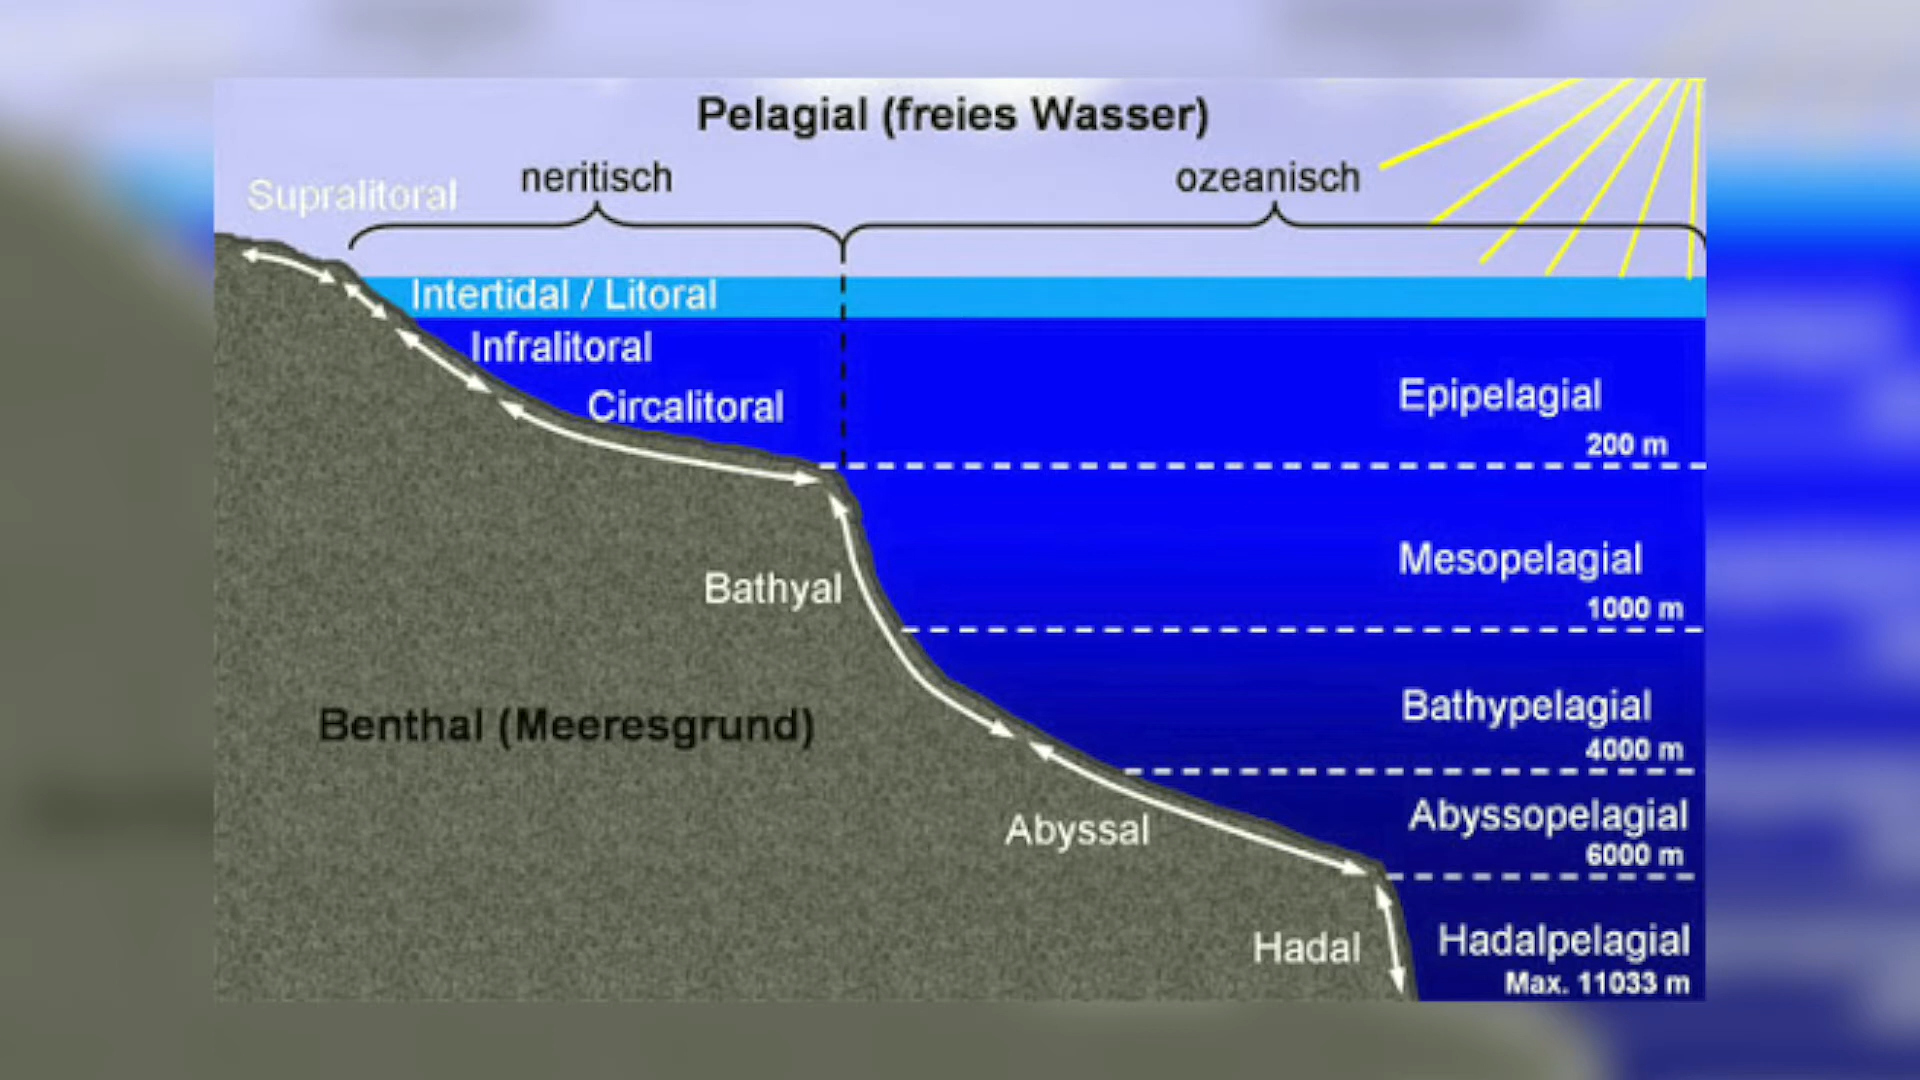 Pelagial (freies Wasser)
neritisch
ozeanisch
Supralitoral
Intertidal / Litoral
Infralitoral
Circalitoral
Epipelagial
200 m
Mesopelagial
1000 m
Bathyal
Bathypelagial
4000 m
Benthal (Meeresgrund)
Abyssopelagial
6000 m
Abyssal
Hadal
Hadalpelagial
Max. 11033 m